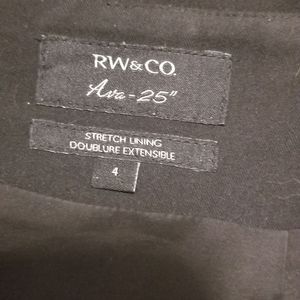 RW&CO.
Ava-25"
STRETCH LINING
DOUBLURE EXTENSIBLE
4